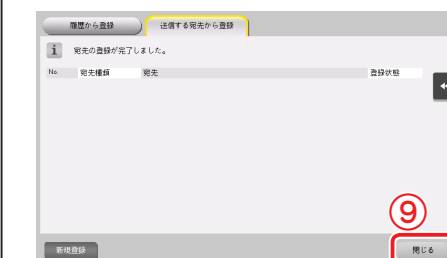 履歴から登録 送信する宛先から登録
i 宛先の登録が完了しました。
No. 宛先種類 宛先 登録状態
⑨
新規登録 閉じる